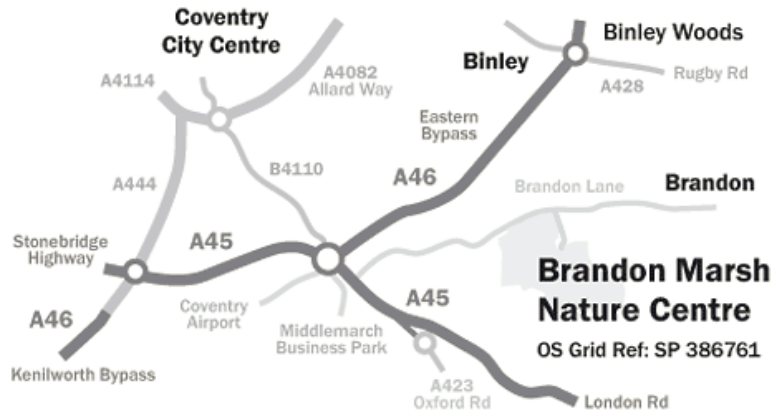 Coventry
City Centre
Binley Woods
Binley
A4114
A4082
Allard Way
A428
Rugby Rd
Eastern
Bypass
B4110
A444
A46
Brandon Lane
Brandon
Stonebridge
Highway
A45
Brandon Marsh
Nature Centre
OS Grid Ref: SP 386761
Coventry
Airport
A45
A46
Middlemarch
Business Park
Kenilworth Bypass
A423
Oxford Rd
London Rd